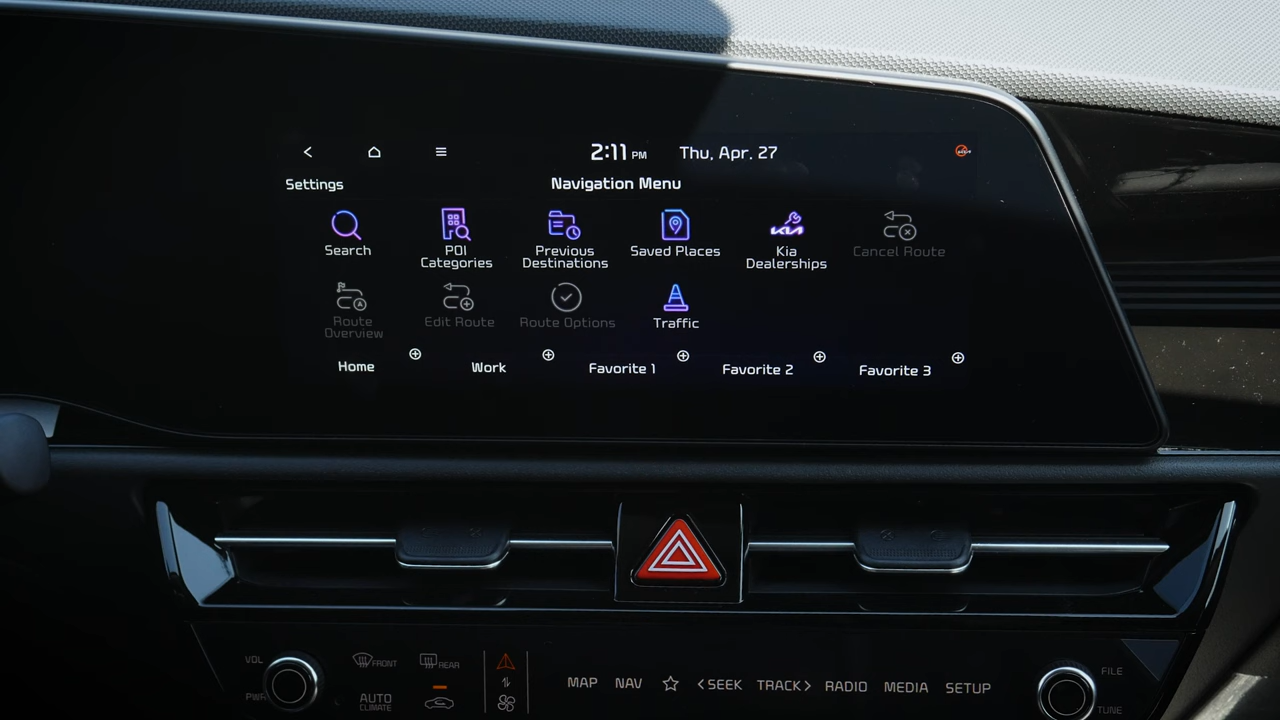 2:11 PM Thu, Apr. 27
Settings
Navigation Menu
Search
POI
Categories
Previous
Destinations
Saved Places
KIA
Kia
Dealerships
Cancel Route
Route
Overview
Edit Route
Route Options
Traffic
Home
Work
Favorite 1
Favorite 2
Favorite 3
VOL
PWR
FRONT
REAR
AUTO
CLIMATE
MAP
NAV
SEEK
TRACK
RADIO
MEDIA
SETUP
FILE
TUNE